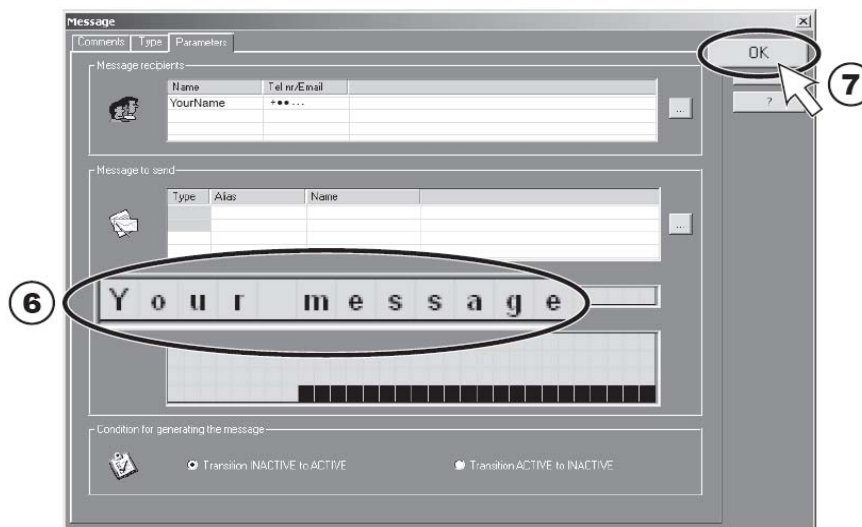 Message
Comments Type Parameters
OK
7
?
Message recipients
Name Tel nr/Email
YourName +●●...
...
Message to send
Type Alias Name
...
6
Your message
Condition for generating the message
Transition INACTIVE to ACTIVE Transition ACTIVE to INACTIVE